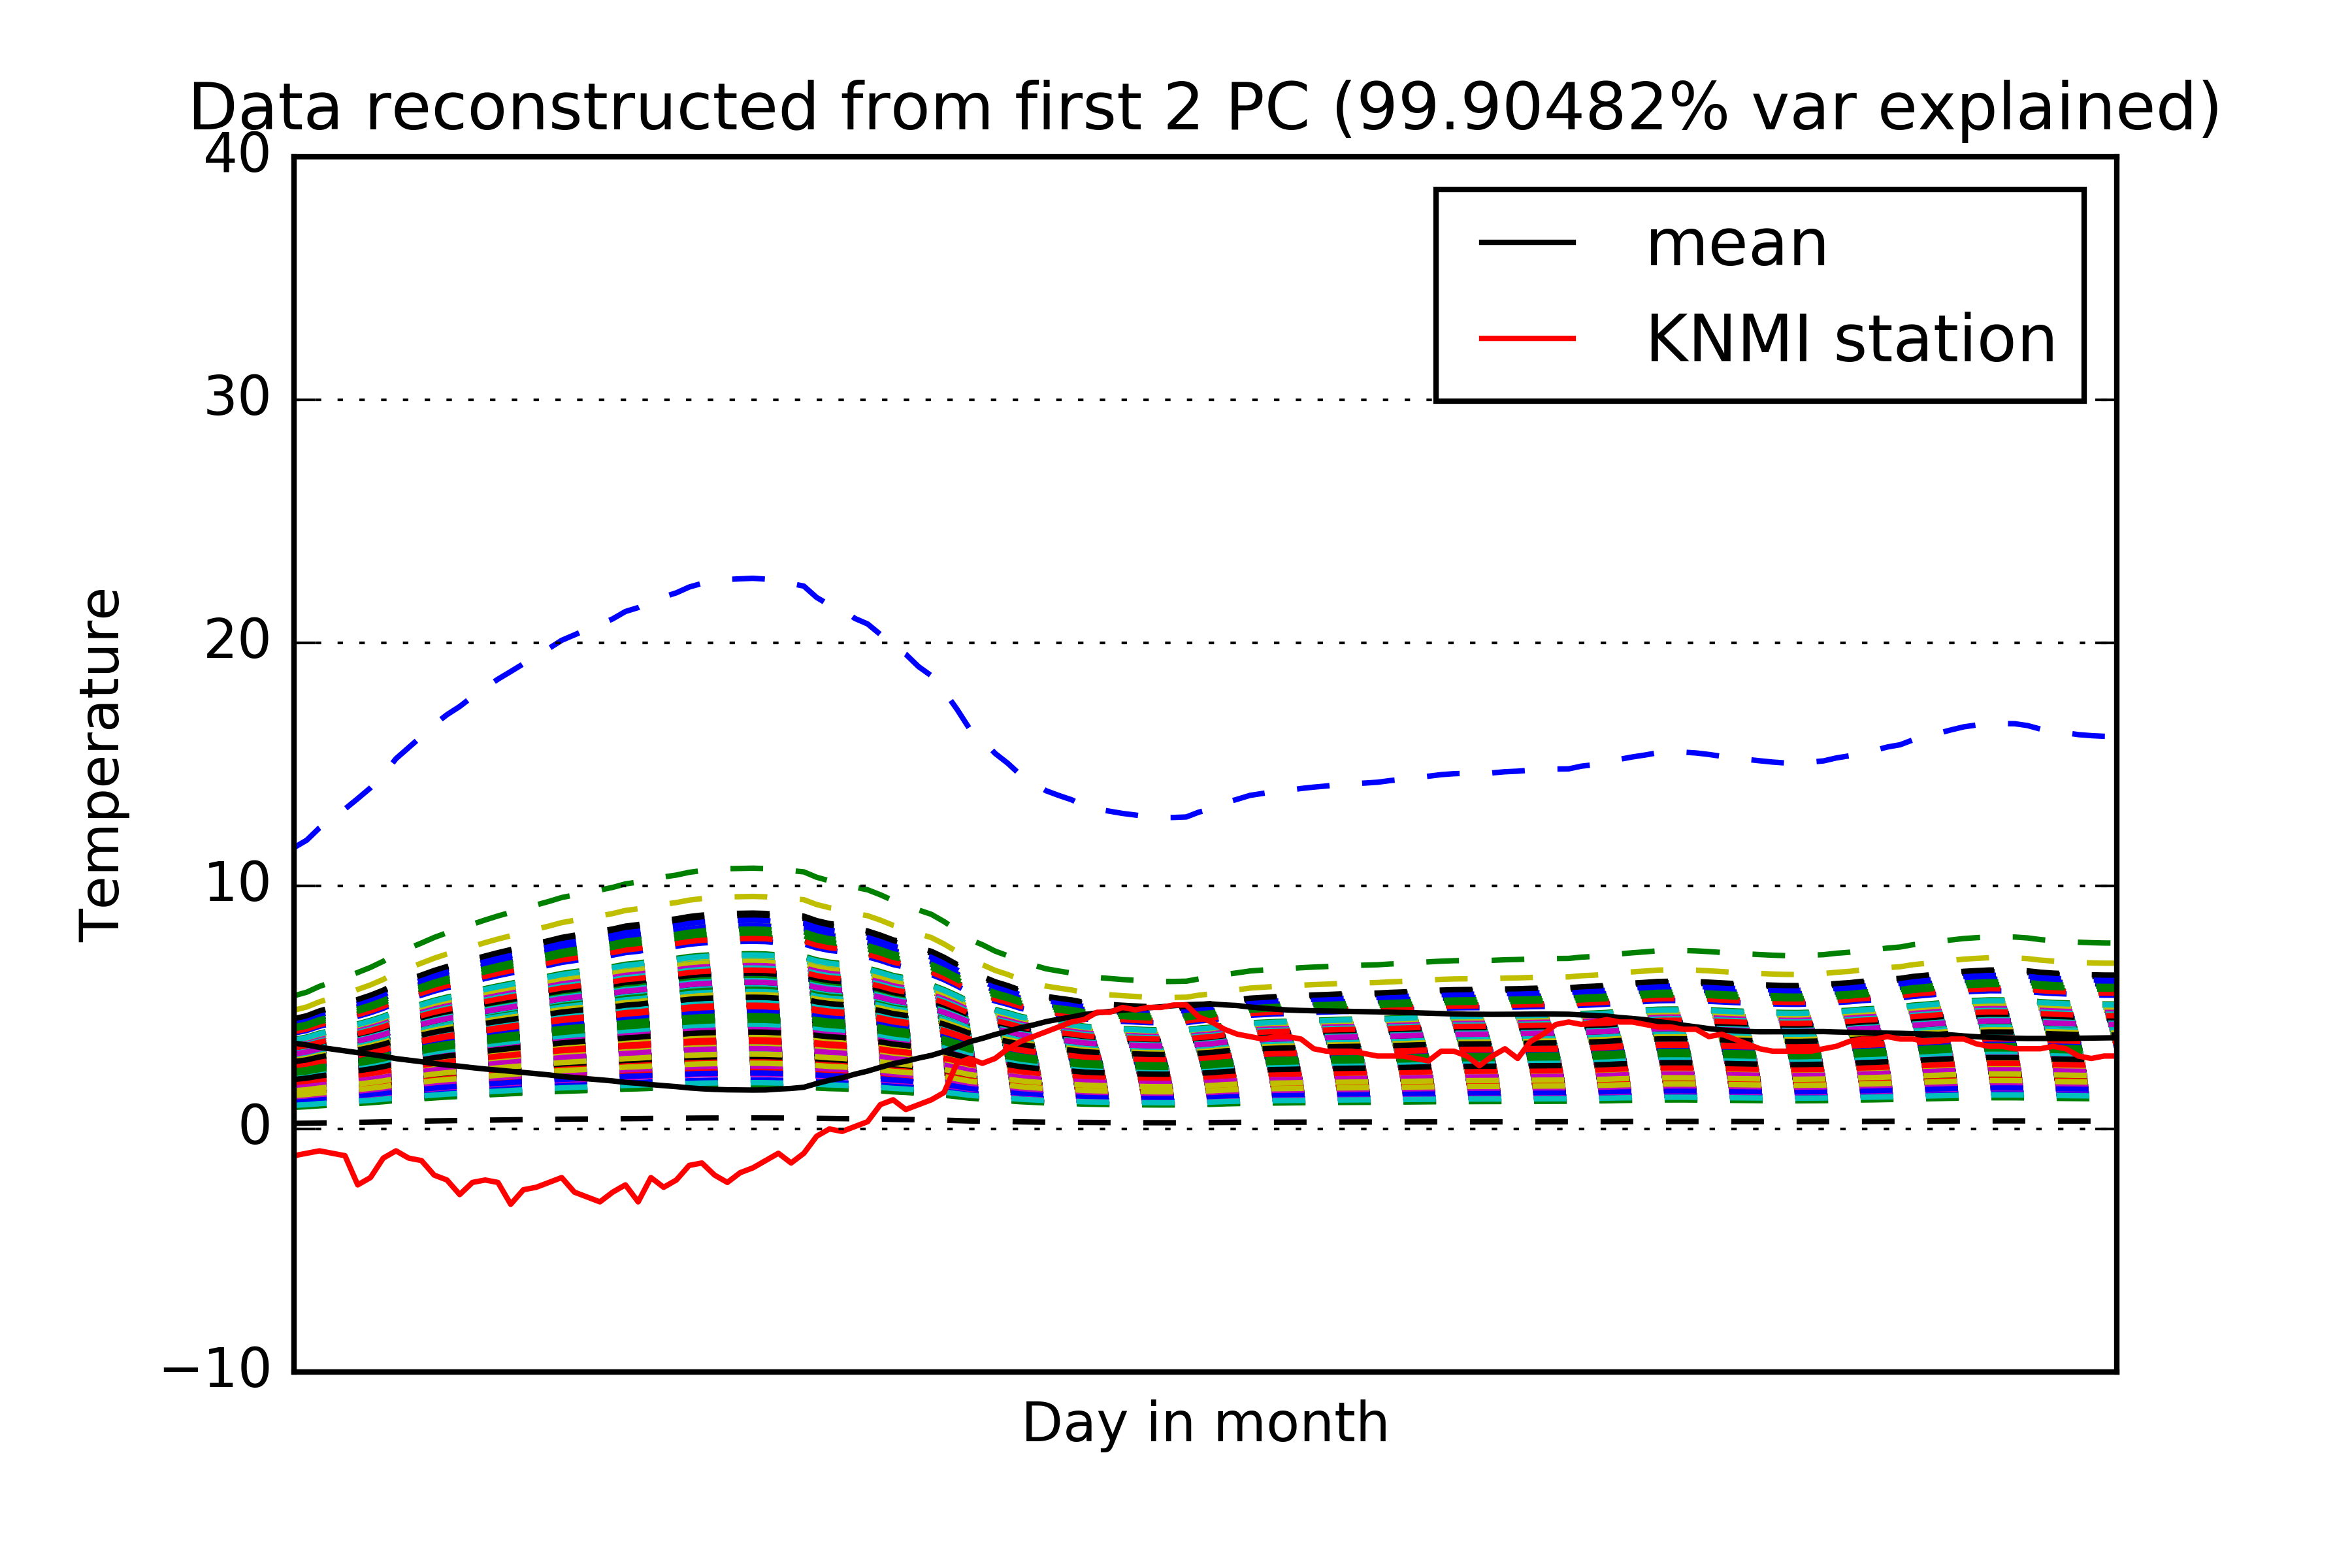 Data reconstructed from first 2 PC (99.90482% var explained)
40
30
20
10
0
−10
Temperature
mean
KNMI station
Day in month